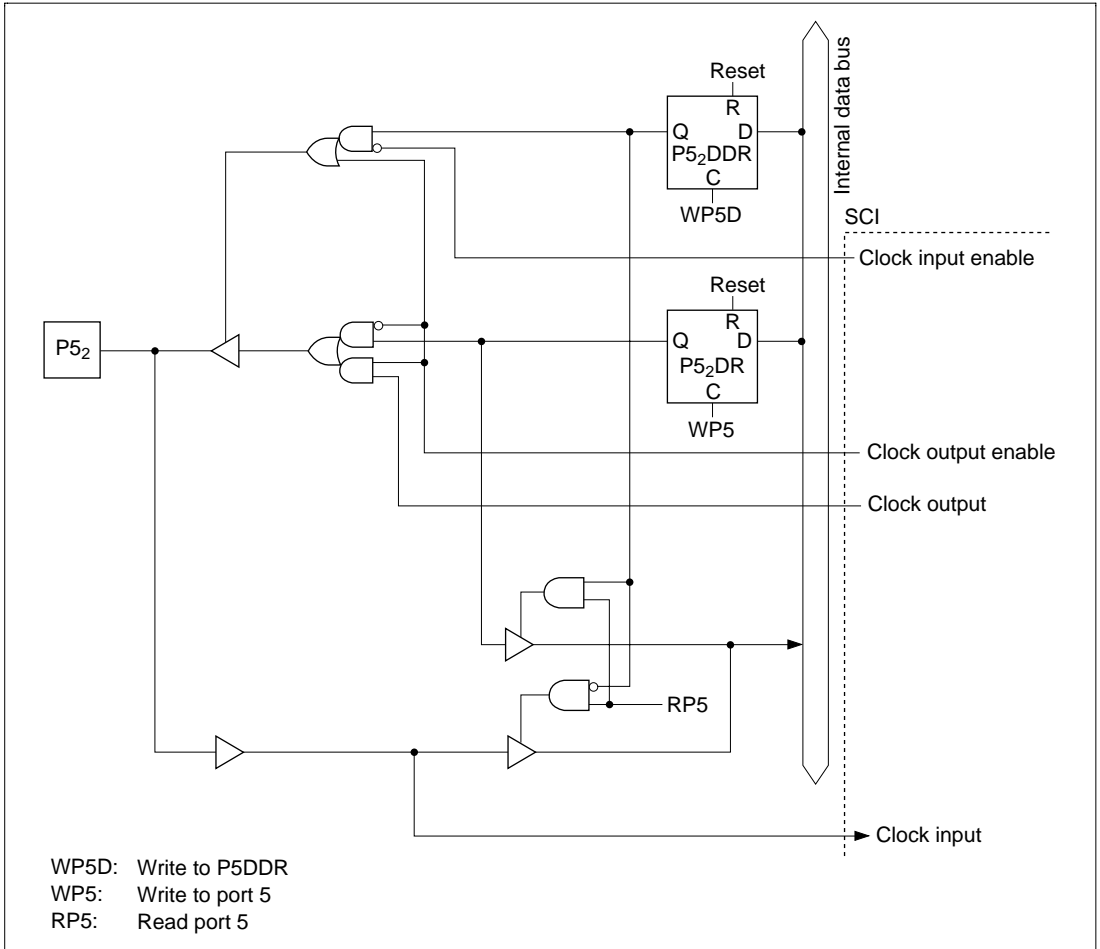 Reset
R
Q D
P5₂DDR
C
WP5D
Internal data bus
SCI
Clock input enable
Reset
R
Q D
P5₂DR
C
WP5
P5₂
Clock output enable
Clock output
RP5
Clock input
WP5D: Write to P5DDR
WP5: Write to port 5
RP5: Read port 5